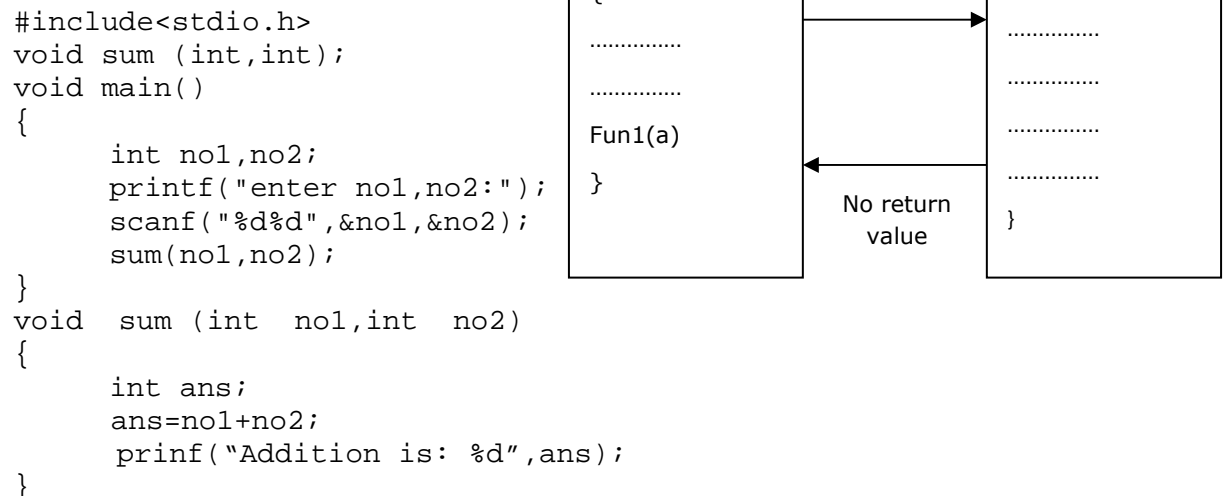 #include<stdio.h>
void sum (int,int);
void main()
{
int no1,no2;
printf("enter no1,no2:");
scanf("%d%d",&no1,&no2);
sum(no1,no2);
}
void  sum (int  no1,int  no2)
{
int ans;
ans=no1+no2;
prinf(“Addition is: %d”,ans);
}
{
...............
...............
Fun1(a)
}
No return
value
...............
...............
...............
...............
}